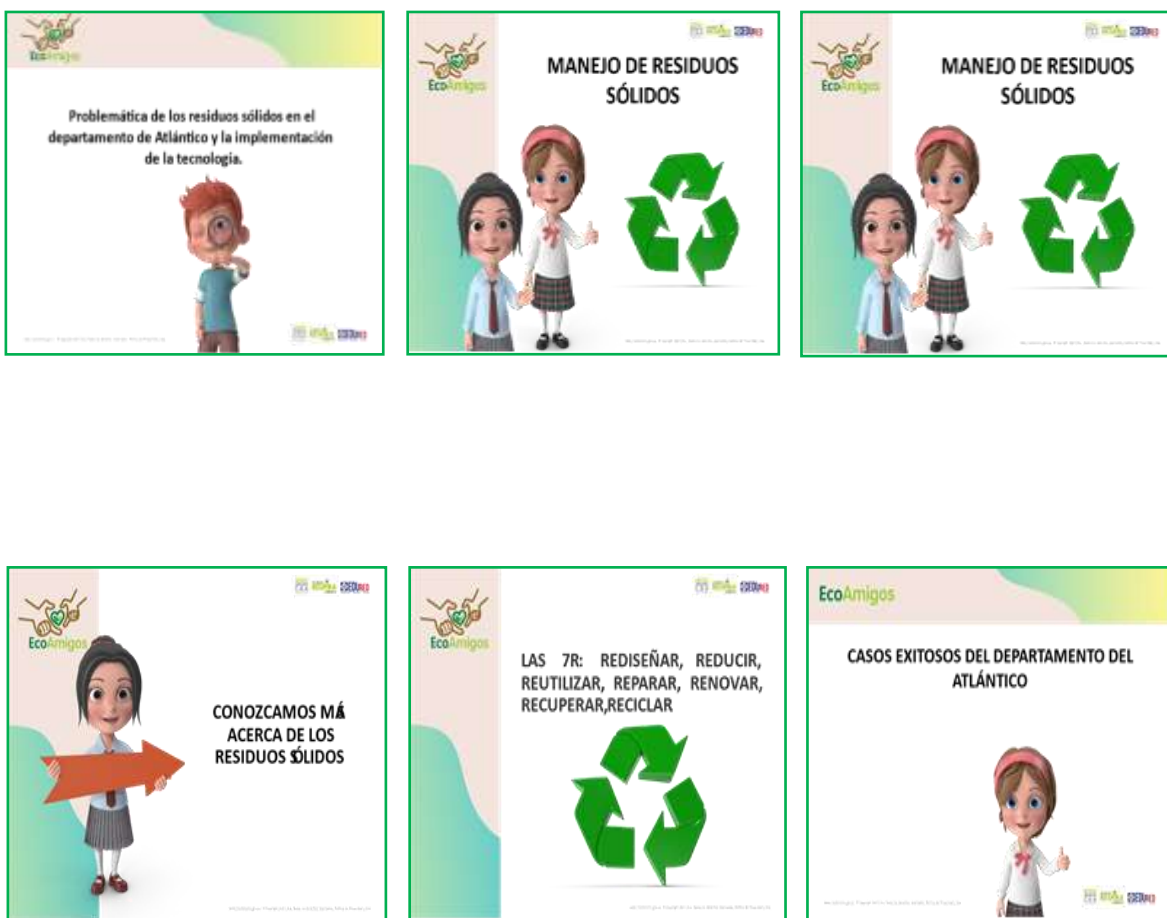 EcoAmigos
Problemática de los residuos sólidos en el
departamento de Atlántico y la implementación
de la tecnología.
EcoAmigos
MANEJO DE RESIDUOS
SÓLIDOS
EcoAmigos
MANEJO DE RESIDUOS
SÓLIDOS
EcoAmigos
CONOZCAMOS MÁS
ACERCA DE LOS
RESIDUOS SÓLIDOS
EcoAmigos
LAS 7R: REDISEÑAR, REDUCIR,
REUTILIZAR, REPARAR, RENOVAR,
RECUPERAR,RECICLAR
EcoAmigos
CASOS EXITOSOS DEL DEPARTAMENTO DEL
ATLÁNTICO